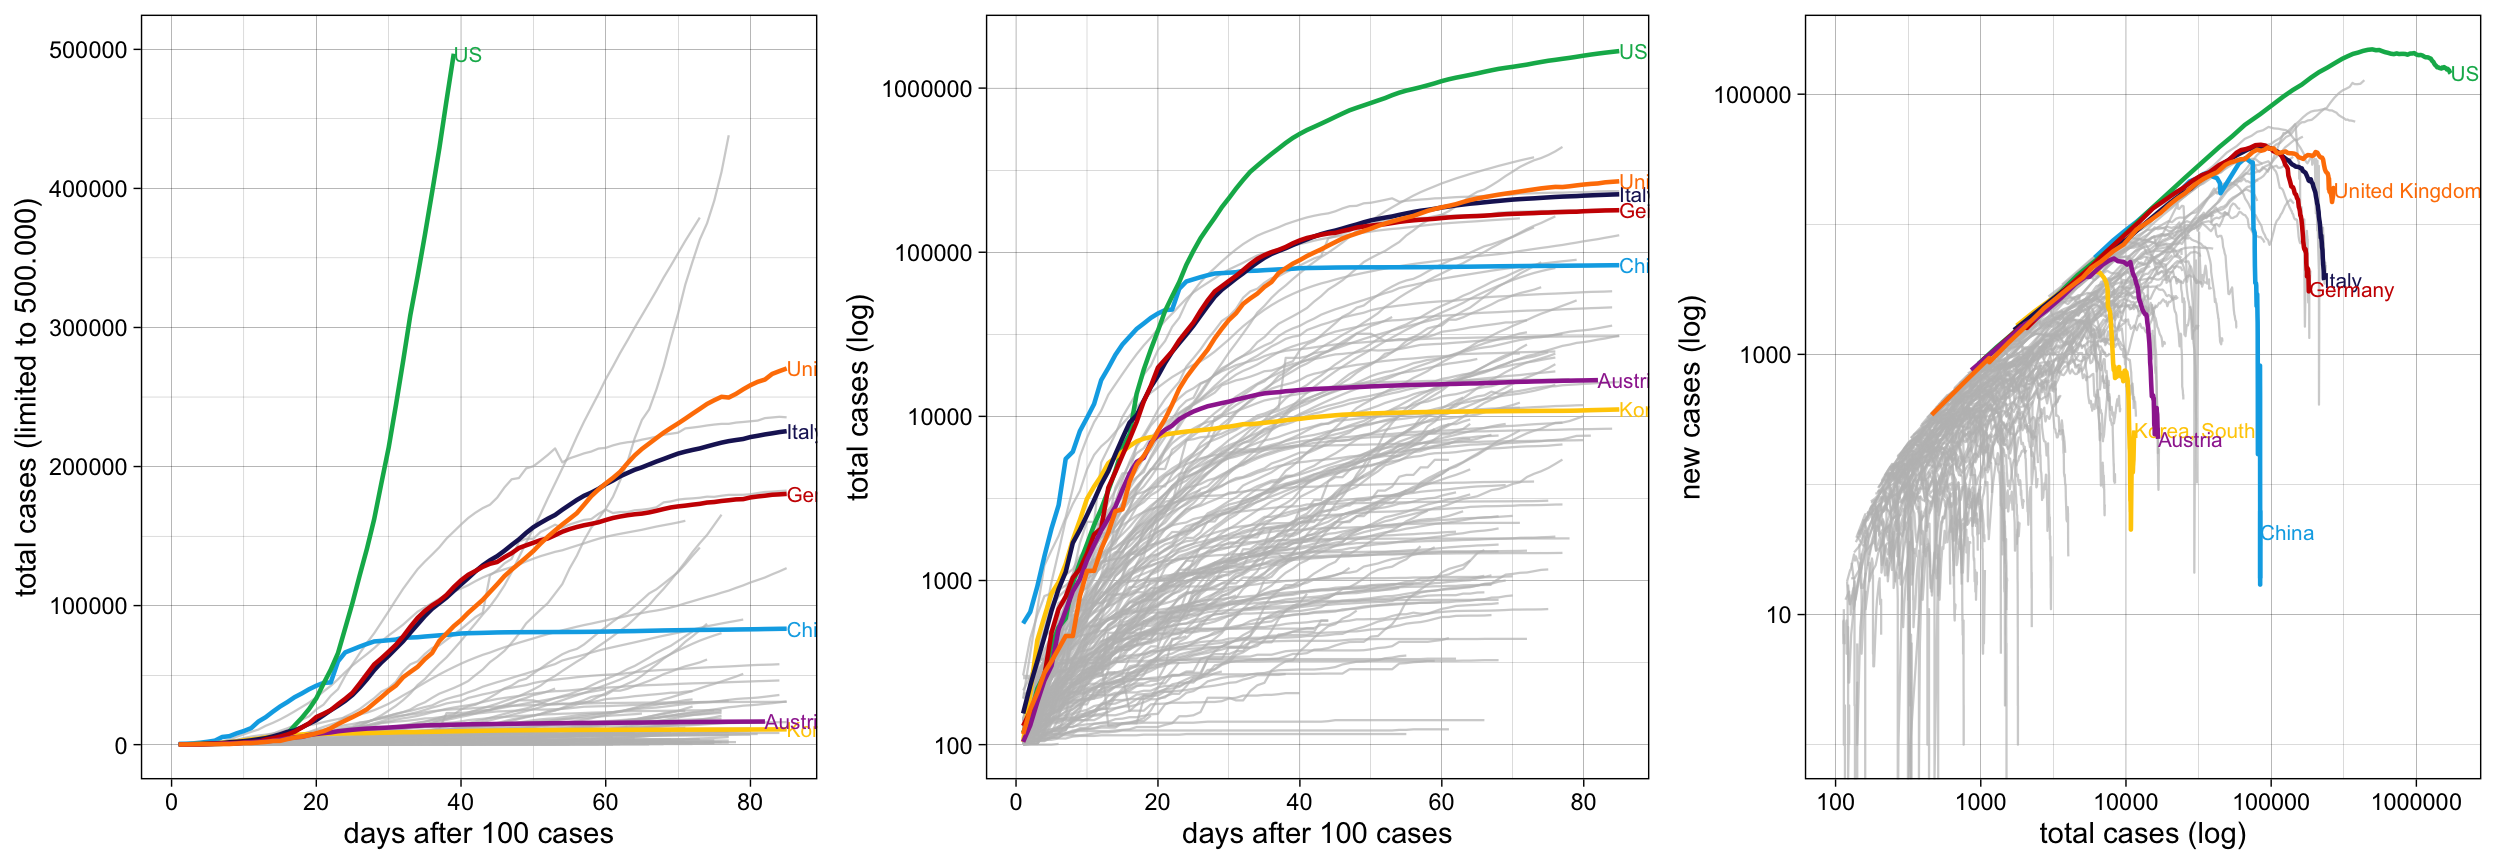 total cases (limited to 500.000)
500000
400000
300000
200000
100000
0
0 20 40 60 80
days after 100 cases
US
Uni
Italy
Ge
Chi
Austri
Kor
total cases (log)
1000000
100000
10000
1000
100
0 20 40 60 80
days after 100 cases
US
Uni
Italy
Ge
Chi
Austri
Kor
new cases (log)
100000
1000
10
100 1000 10000 100000 1000000
total cases (log)
US
United Kingdom
Italy
Germany
Korea, South
Austria
China